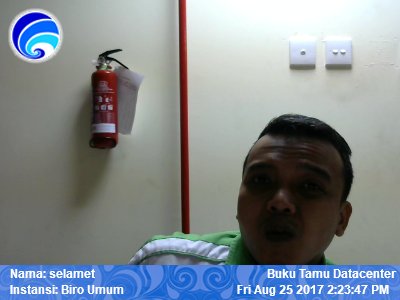 Nama: selamet
Buku Tamu Datacenter
Instansi: Biro Umum
Fri Aug 25 2017 2:23:47 PM